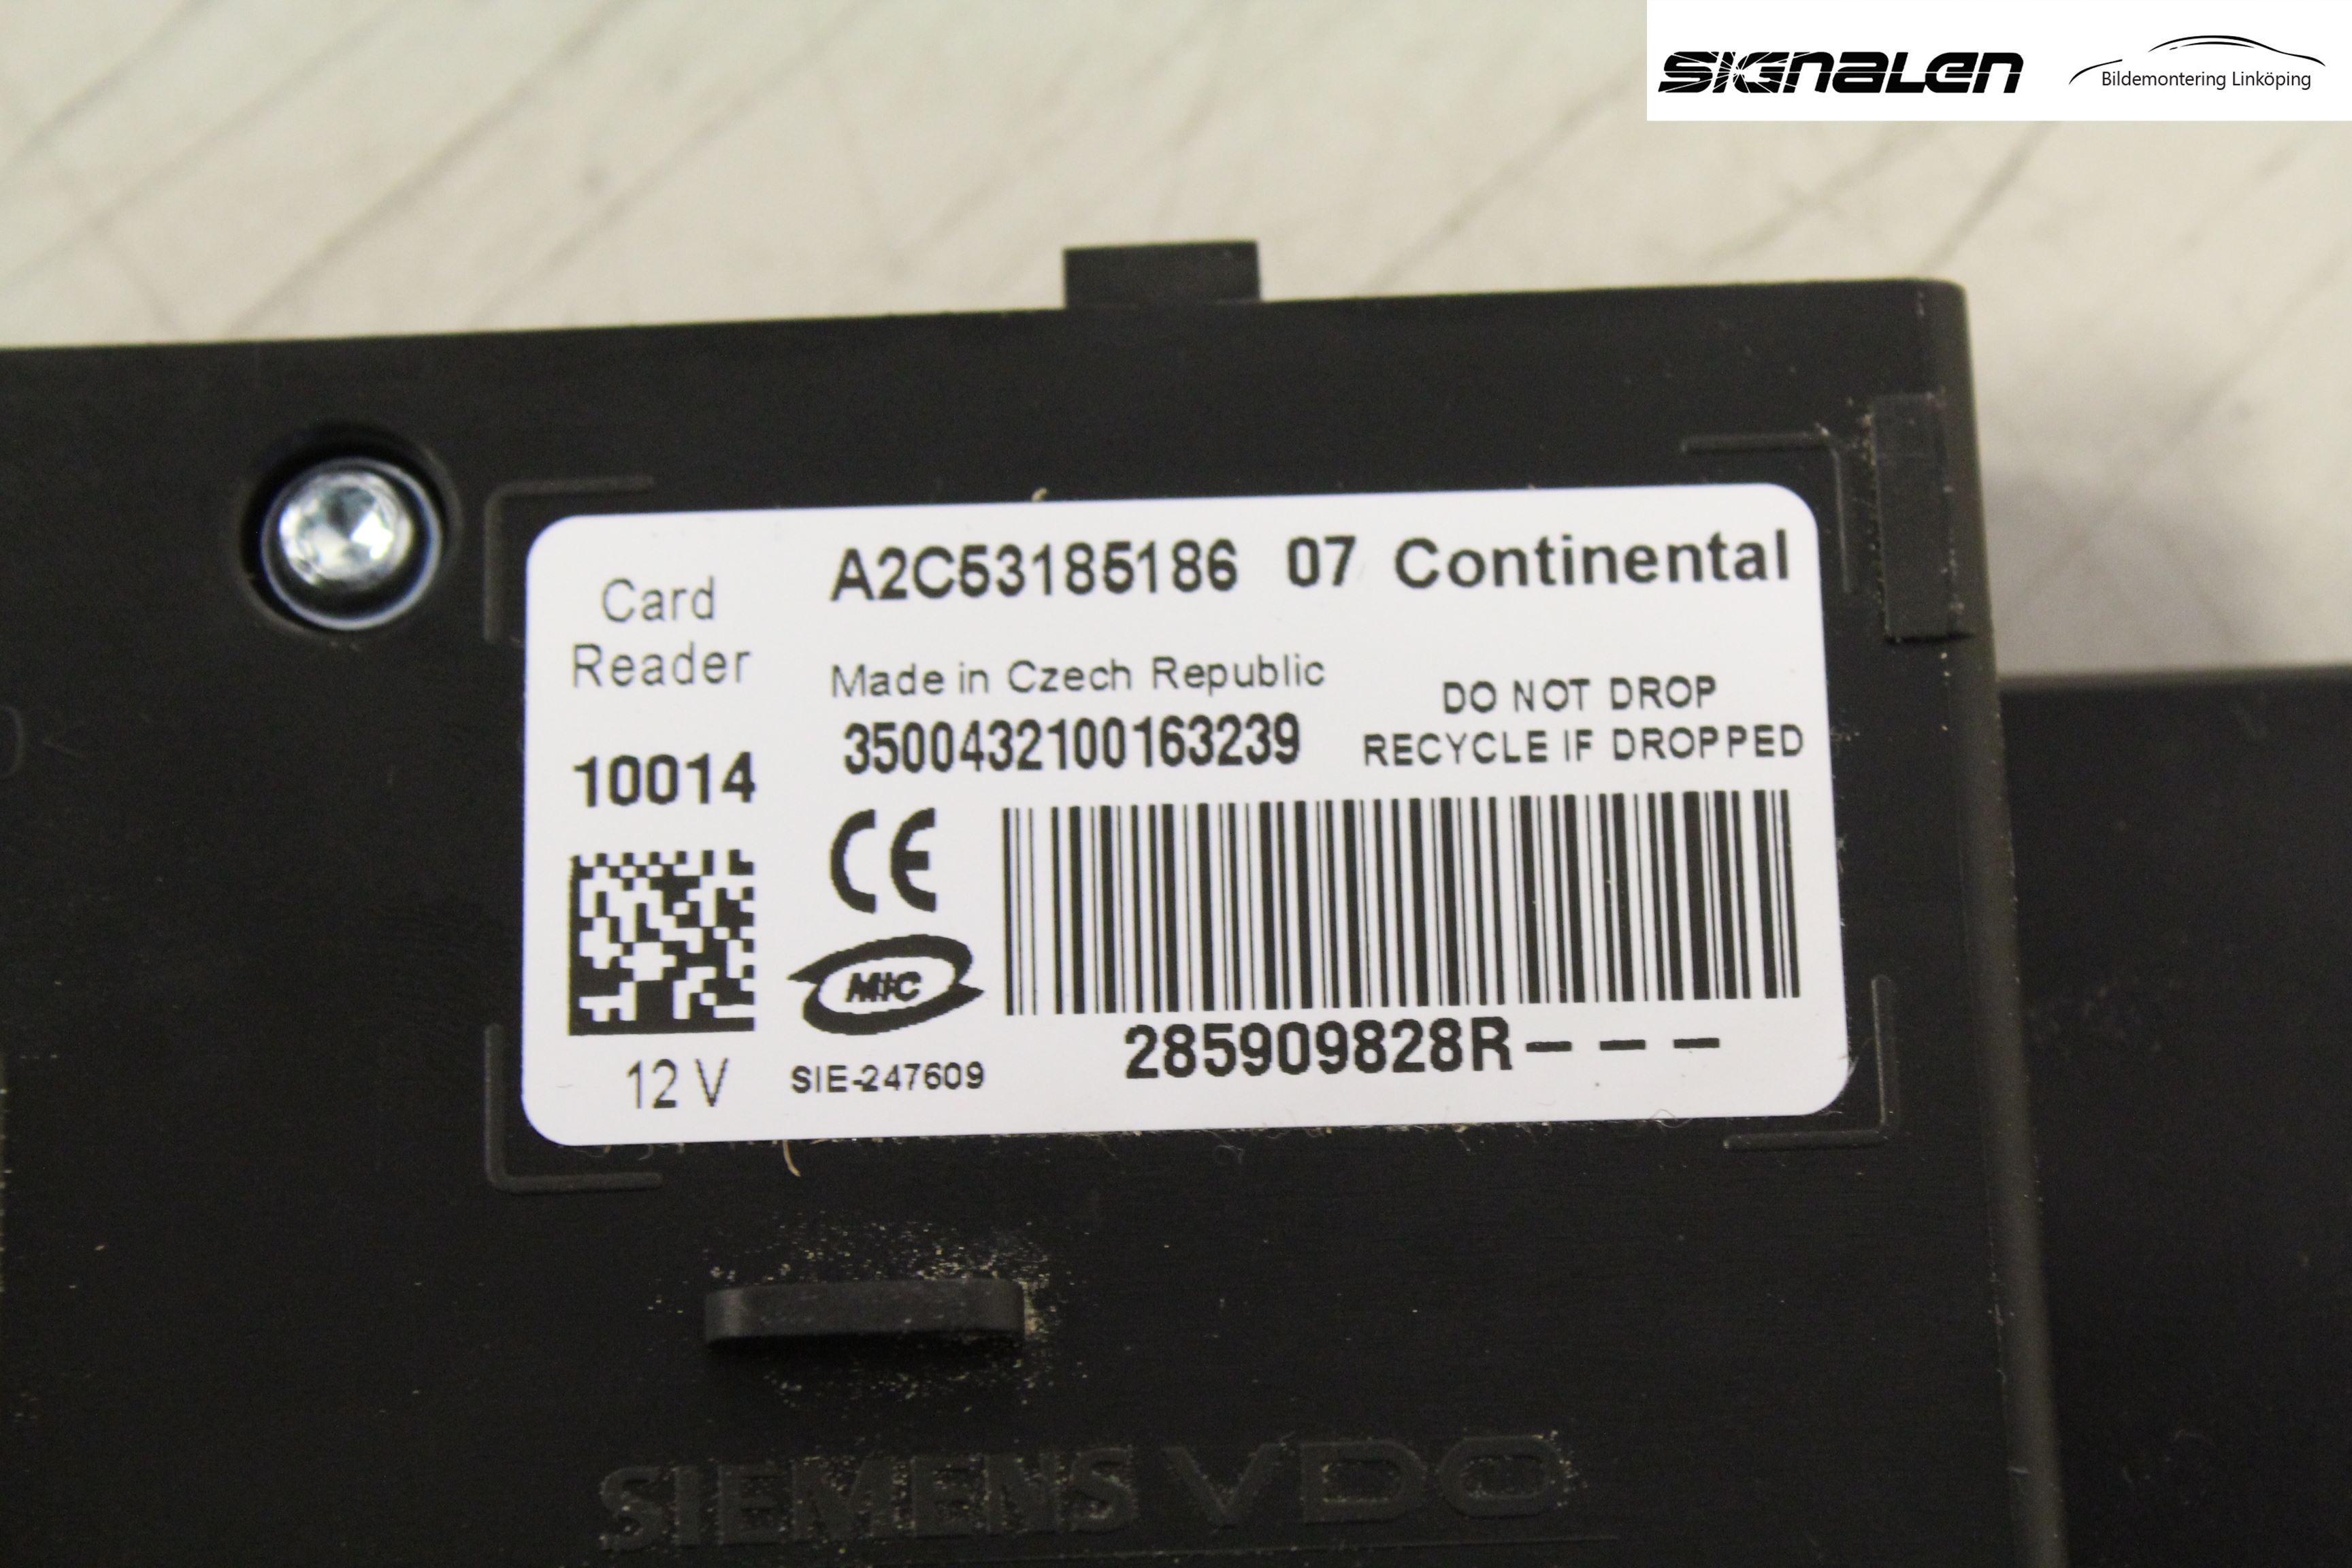 SIGNALEN
Bildemontering Linköping
Card
Reader
10014
12 V
A2C53185186 07 Continental
Made in Czech Republic
3500432100163239
DO NOT DROP
RECYCLE IF DROPPED
CE
MIC
SIE-247609
285909828R---
SIEMENS VDO